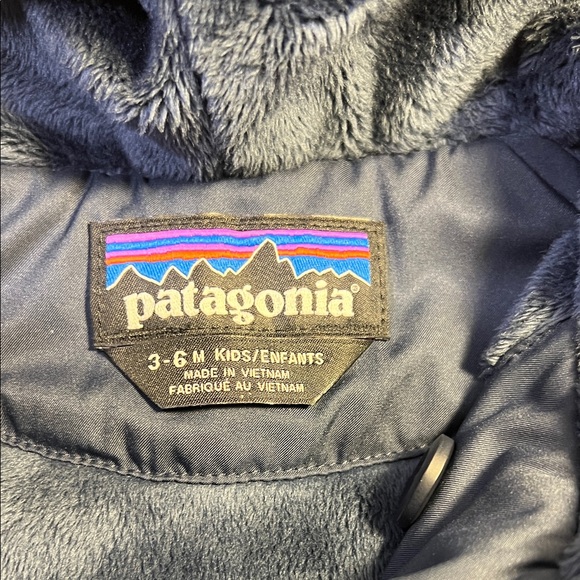 patagonia®
3-6 M KIDS/ENFANTS
MADE IN VIETNAM
FABRIQUÉ AU VIETNAM